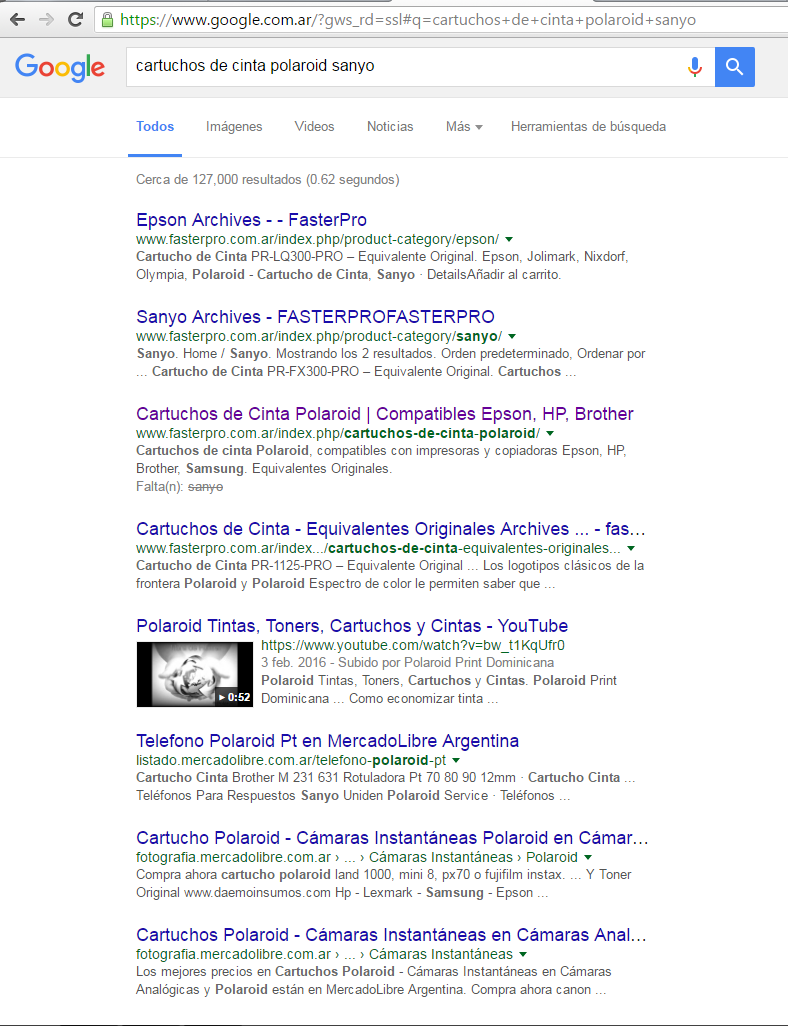 https://www.google.com.ar/?gws_rd=ssl#q=cartuchos+de+cinta+polaroid+sanyo
Google
cartuchos de cinta polaroid sanyo
Todos Imágenes Videos Noticias Más Herramientas de búsqueda
Cerca de 127,000 resultados (0.62 segundos)
Epson Archives - - FasterPro
www.fasterpro.com.ar/index.php/product-category/epson/
Cartucho de Cinta PR-LQ300-PRO – Equivalente Original. Epson, Jolimark, Nixdorf,
Olympia, Polaroid - Cartucho de Cinta, Sanyo · DetailsAñadir al carrito.
Sanyo Archives - FASTERPROFASTERPRO
www.fasterpro.com.ar/index.php/product-category/sanyo/
Sanyo. Home / Sanyo. Mostrando los 2 resultados. Orden predeterminado, Ordenar por
... Cartucho de Cinta PR-FX300-PRO – Equivalente Original. Cartuchos ...
Cartuchos de Cinta Polaroid | Compatibles Epson, HP, Brother
www.fasterpro.com.ar/index.php/cartuchos-de-cinta-polaroid/
Cartuchos de cinta Polaroid, compatibles con impresoras y copiadoras Epson, HP,
Brother, Samsung. Equivalentes Originales.
Falta(n): sanyo
Cartuchos de Cinta - Equivalentes Originales Archives ... - fas...
www.fasterpro.com.ar/index.../cartuchos-de-cinta-equivalentes-originales...
Cartucho de Cinta PR-1125-PRO – Equivalente Original ... Los logotipos clásicos de la
frontera Polaroid y Polaroid Espectro de color le permiten saber que ...
Polaroid Tintas, Toners, Cartuchos y Cintas - YouTube
https://www.youtube.com/watch?v=bw_t1KqUfr0
3 feb. 2016 - Subido por Polaroid Print Dominicana
Polaroid Tintas, Toners, Cartuchos y Cintas. Polaroid Print
0:52 Dominicana ... Como economizar tinta ...
Telefono Polaroid Pt en MercadoLibre Argentina
listado.mercadolibre.com.ar/telefono-polaroid-pt
Cartucho Cinta Brother M 231 631 Rotuladora Pt 70 80 90 12mm · Cartucho Cinta ...
Teléfonos Para Respuestos Sanyo Uniden Polaroid Service · Teléfonos ...
Cartucho Polaroid - Cámaras Instantáneas Polaroid en Cámar...
fotografia.mercadolibre.com.ar › ... › Cámaras Instantáneas › Polaroid
Compra ahora cartucho polaroid land 1000, mini 8, px70 o fujifilm instax. ... Y Toner
Original www.daemoinsumos.com Hp - Lexmark - Samsung - Epson ...
Cartuchos Polaroid - Cámaras Instantáneas en Cámaras Anal...
fotografia.mercadolibre.com.ar › ... › Cámaras Instantáneas
Los mejores precios en Cartuchos Polaroid - Cámaras Instantáneas en Cámaras
Analógicas y Polaroid están en MercadoLibre Argentina. Compra ahora canon ...